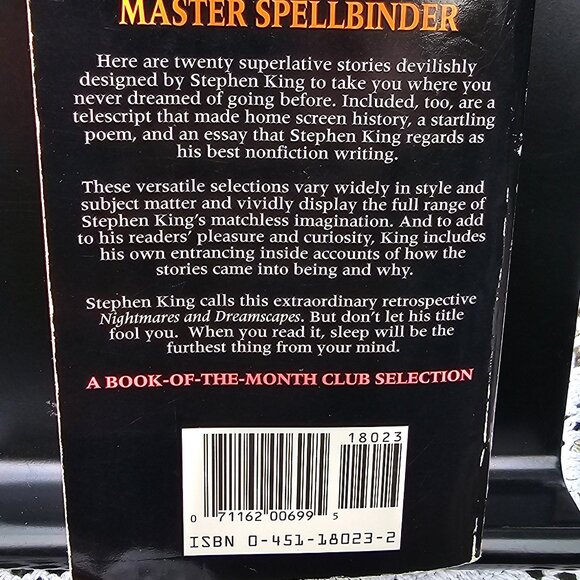 MASTER SPELLBINDER
Here are twenty superlative stories devilishly
designed by Stephen King to take you where you
never dreamed of going before. Included, too, are a
telescript that made home screen history, a startling
poem, and an essay that Stephen King regards as
his best nonfiction writing.
These versatile selections vary widely in style and
subject matter and vividly display the full range of
Stephen King's matchless imagination. And to add
to his readers' pleasure and curiosity, King includes
his own entrancing inside accounts of how the
stories came into being and why.
Stephen King calls this extraordinary retrospective
Nightmares and Dreamscapes. But don't let his title
fool you. When you read it, sleep will be the
furthest thing from your mind.
A BOOK-OF-THE-MONTH CLUB SELECTION
18023
0 71162 00699 5
ISBN 0-451-18023-2